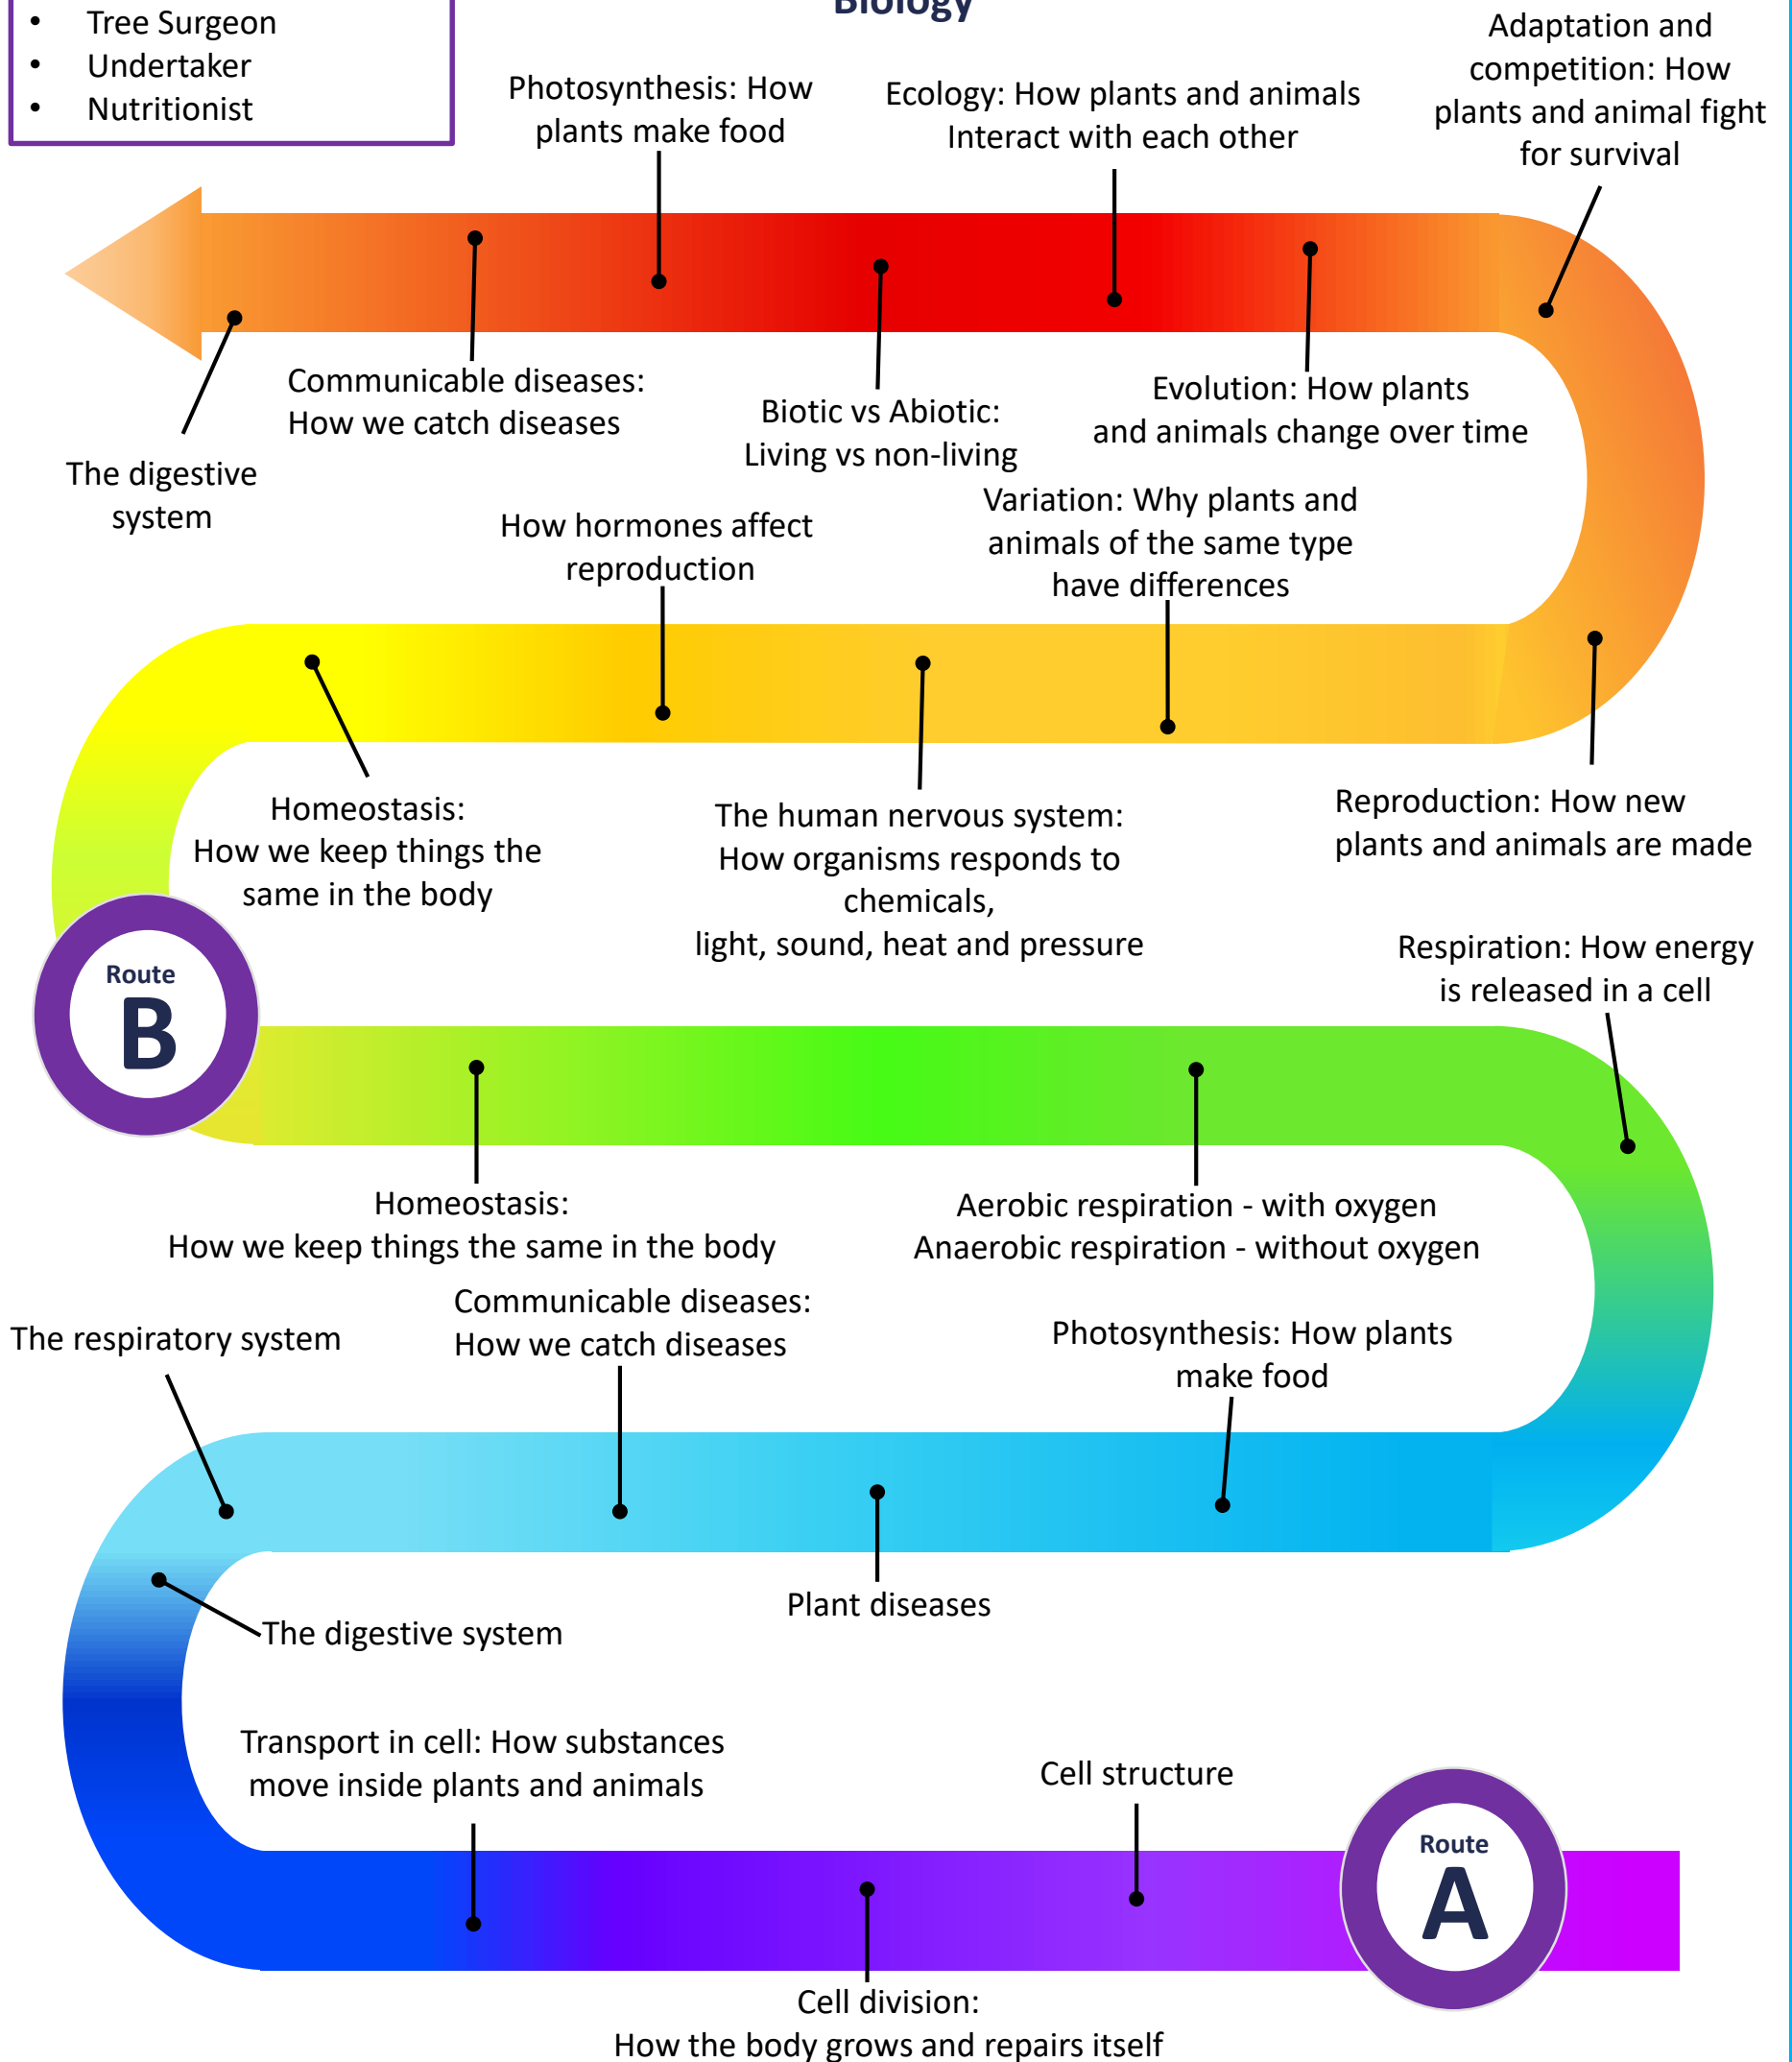 Biology
• Tree Surgeon
• Undertaker
• Nutritionist
Photosynthesis: How
plants make food
Ecology: How plants and animals
Interact with each other
Adaptation and
competition: How
plants and animal fight
for survival
The digestive
system
Communicable diseases:
How we catch diseases
Biotic vs Abiotic:
Living vs non-living
Evolution: How plants
and animals change over time
How hormones affect
reproduction
Variation: Why plants and
animals of the same type
have differences
Homeostasis:
How we keep things the
same in the body
The human nervous system:
How organisms responds to
chemicals,
light, sound, heat and pressure
Reproduction: How new
plants and animals are made
Route
B
Respiration: How energy
is released in a cell
Homeostasis:
How we keep things the same in the body
Aerobic respiration - with oxygen
Anaerobic respiration - without oxygen
The respiratory system
Communicable diseases:
How we catch diseases
Photosynthesis: How plants
make food
The digestive system
Plant diseases
Transport in cell: How substances
move inside plants and animals
Cell structure
Route
A
Cell division:
How the body grows and repairs itself